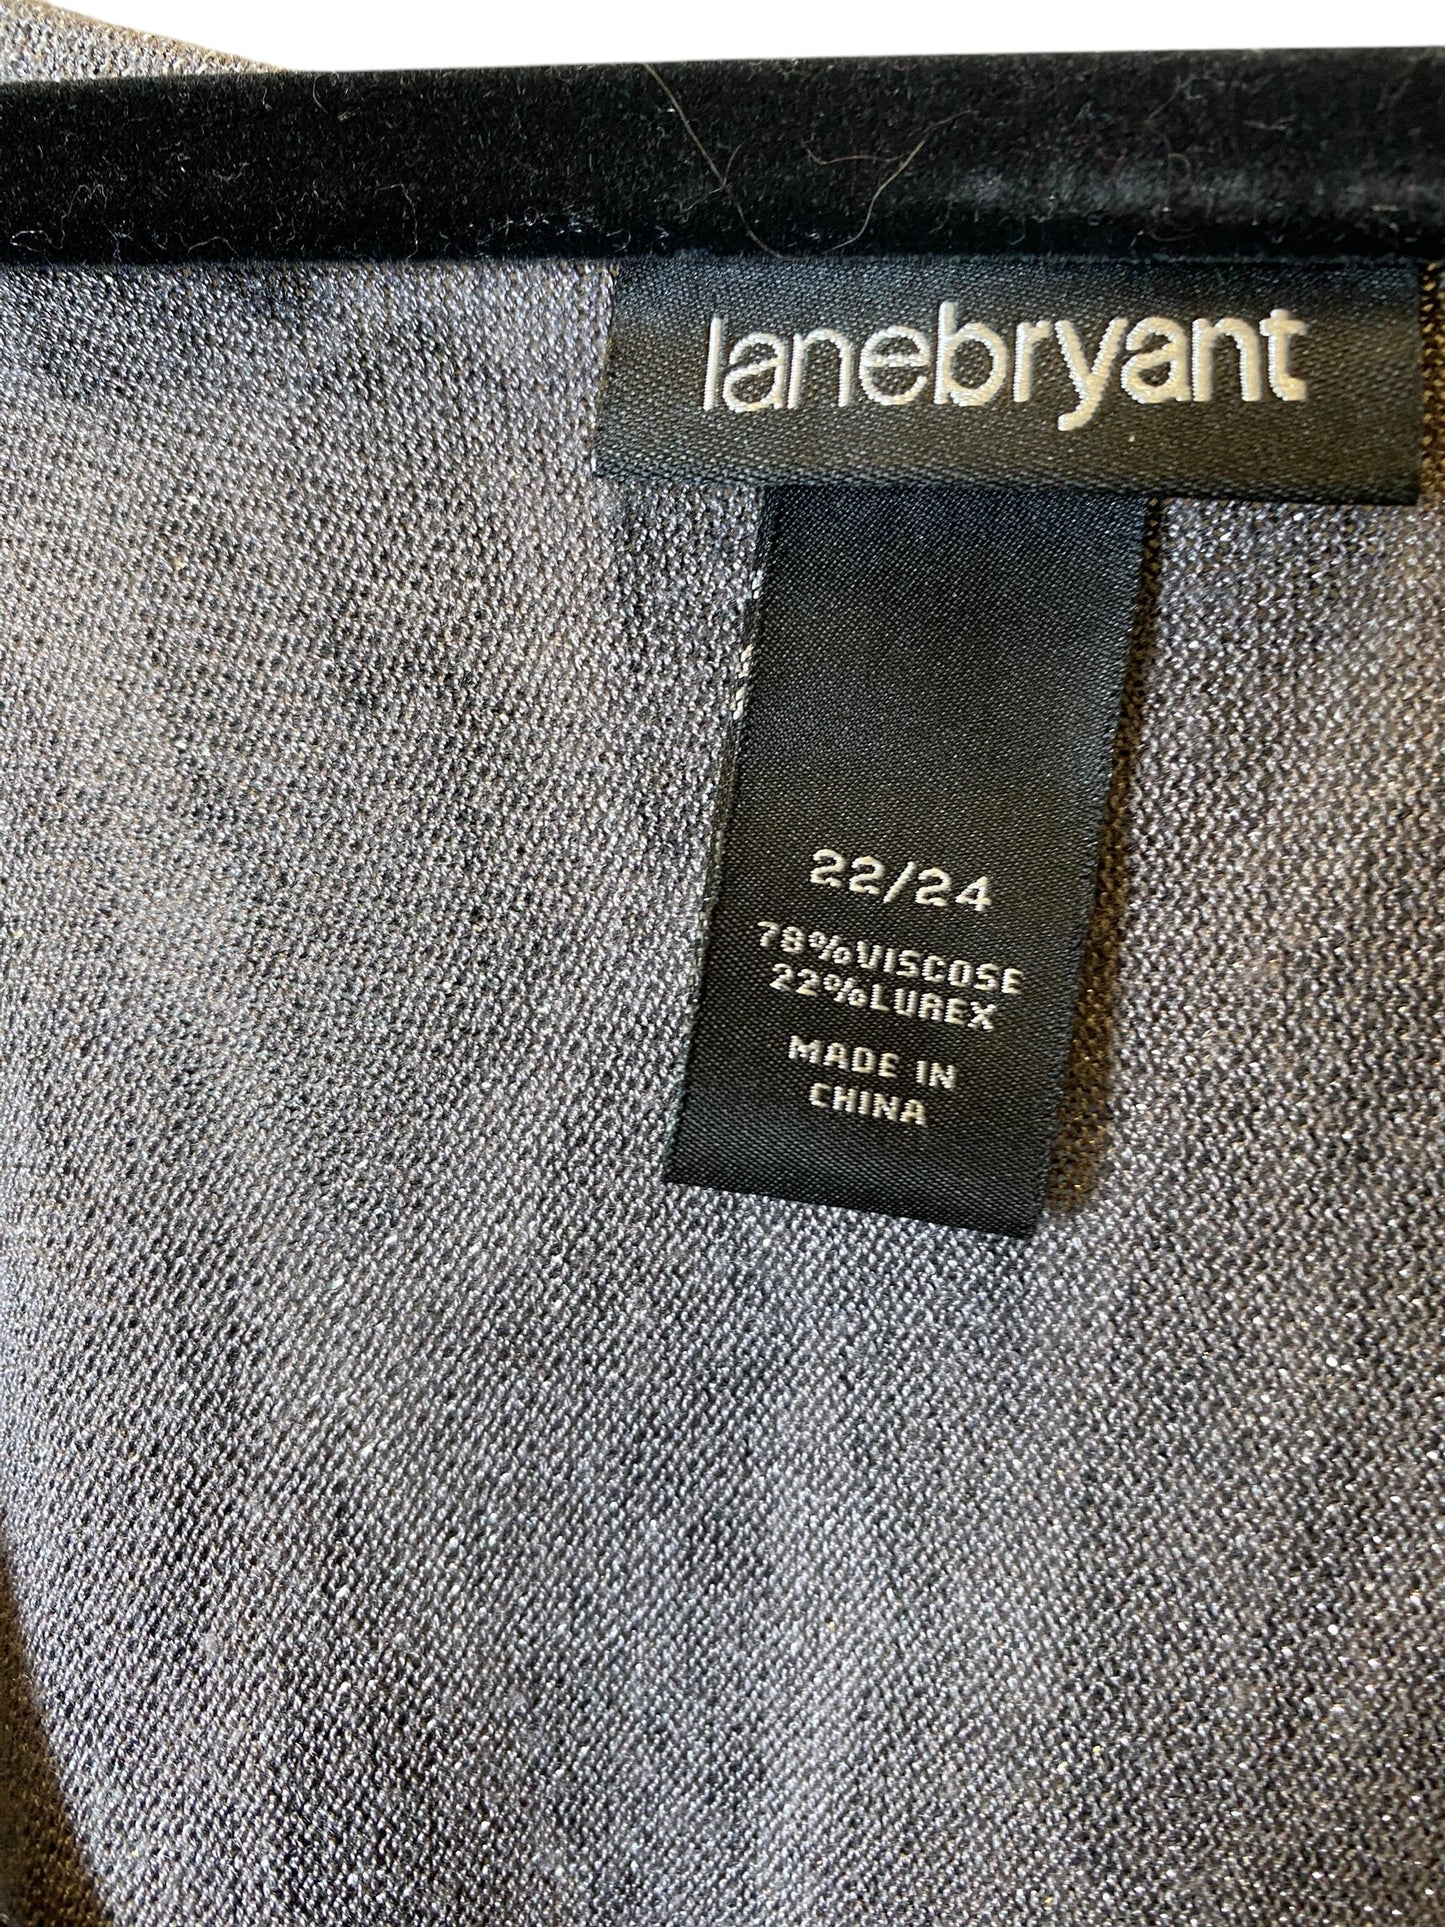 lanebryant
22/24
78%VISCOSE
22%LUREX
MADE IN
CHINA